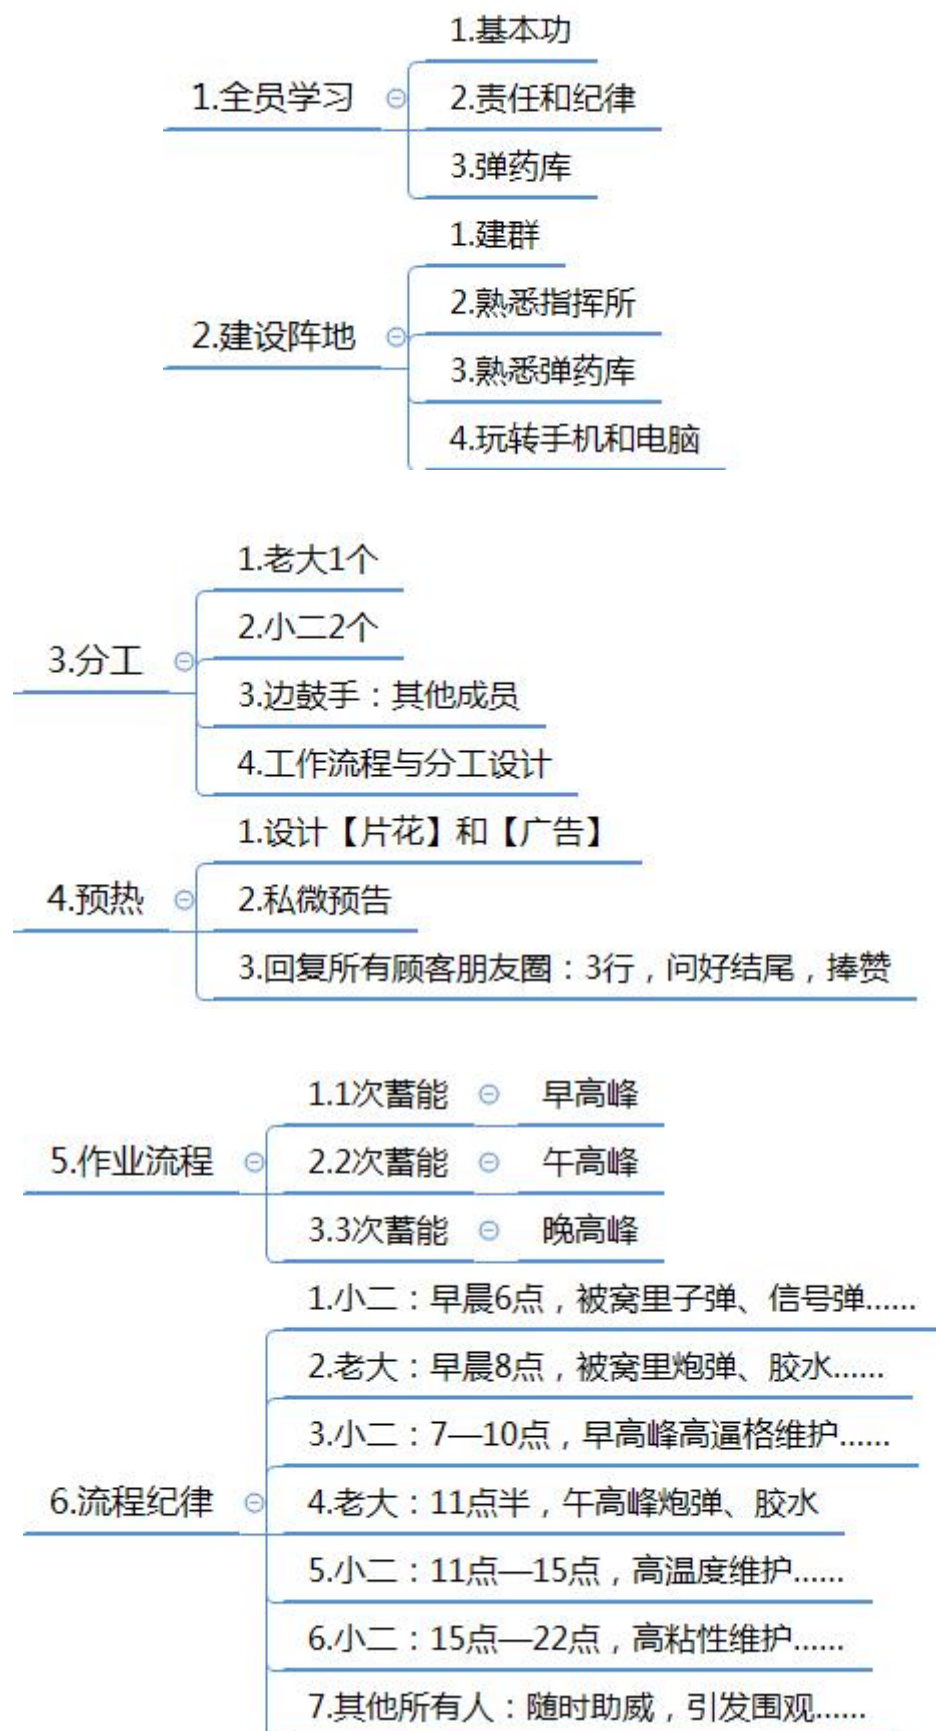 1.全员学习
1.基本功
2.责任和纪律
3.弹药库
2.建设阵地
1.建群
2.熟悉指挥所
3.熟悉弹药库
4.玩转手机和电脑
3.分工
1.老大1个
2.小二2个
3.边鼓手：其他成员
4.工作流程与分工设计
4.预热
1.设计【片花】和【广告】
2.私微预告
3.回复所有顾客朋友圈：3行，问好结尾，捧赞
5.作业流程
1.1次蓄能 早高峰
2.2次蓄能 午高峰
3.3次蓄能 晚高峰
6.流程纪律
1.小二：早晨6点，被窝里子弹、信号弹......
2.老大：早晨8点，被窝里炮弹、胶水......
3.小二：7—10点，早高峰高逼格维护......
4.老大：11点半，午高峰炮弹、胶水
5.小二：11点—15点，高温度维护......
6.小二：15点—22点，高粘性维护......
7.其他所有人：随时助威，引发围观......